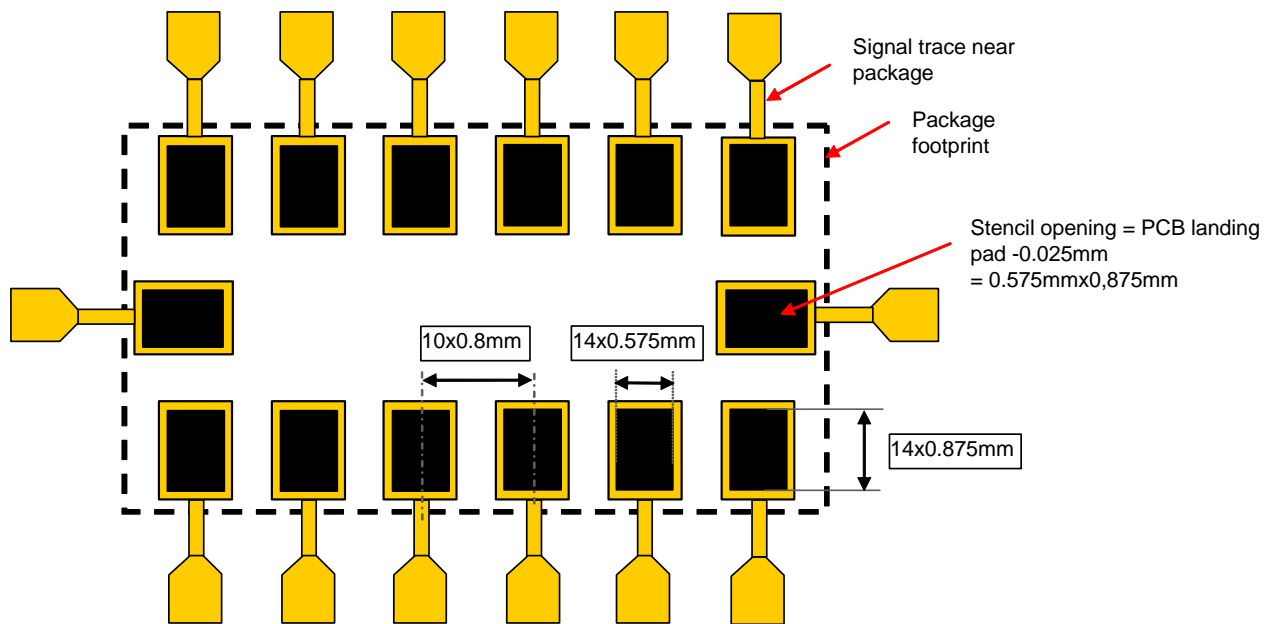 Signal trace near
package
Package
footprint
Stencil opening = PCB landing
pad -0.025mm
= 0.575mmx0,875mm
10x0.8mm
14x0.575mm
14x0.875mm